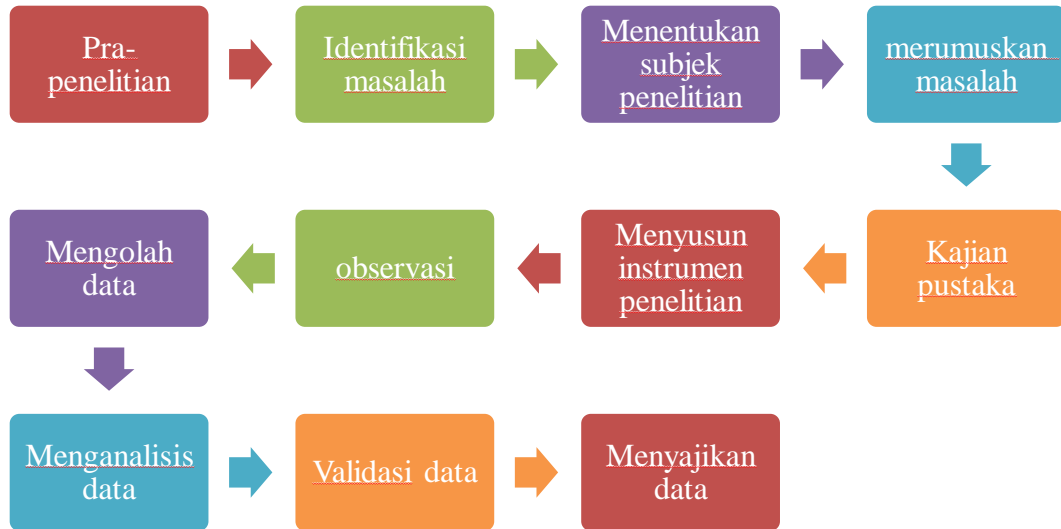 Pra-
penelitian
Identifikasi
masalah
Menentukan
subjek
penelitian
merumuskan
masalah
Kajian
pustaka
Menyusun
instrumen
penelitian
observasi
Mengolah
data
Menganalisis
data
Validasi data
Menyajikan
data